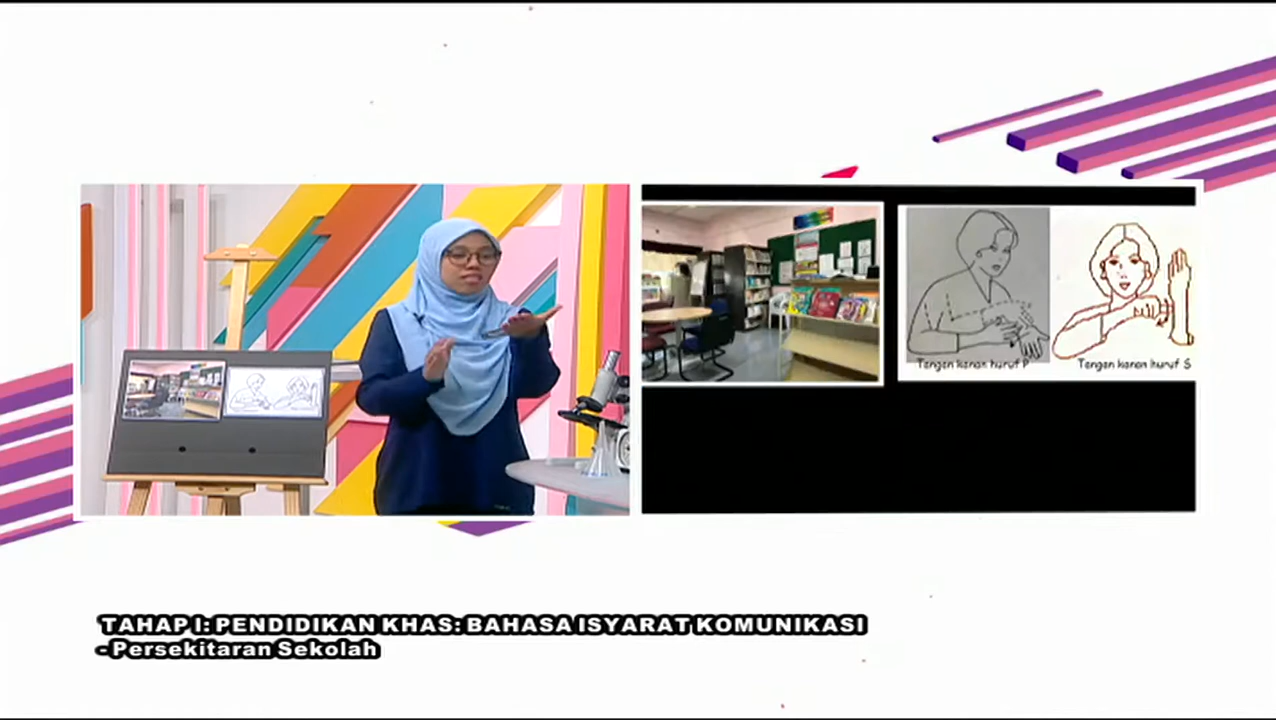 Tangan kanan huruf P
Tangan kanan huruf S
TAHAP I: PENDIDIKAN KHAS: BAHASA ISYARAT KOMUNIKASI
- Persekitaran Sekolah